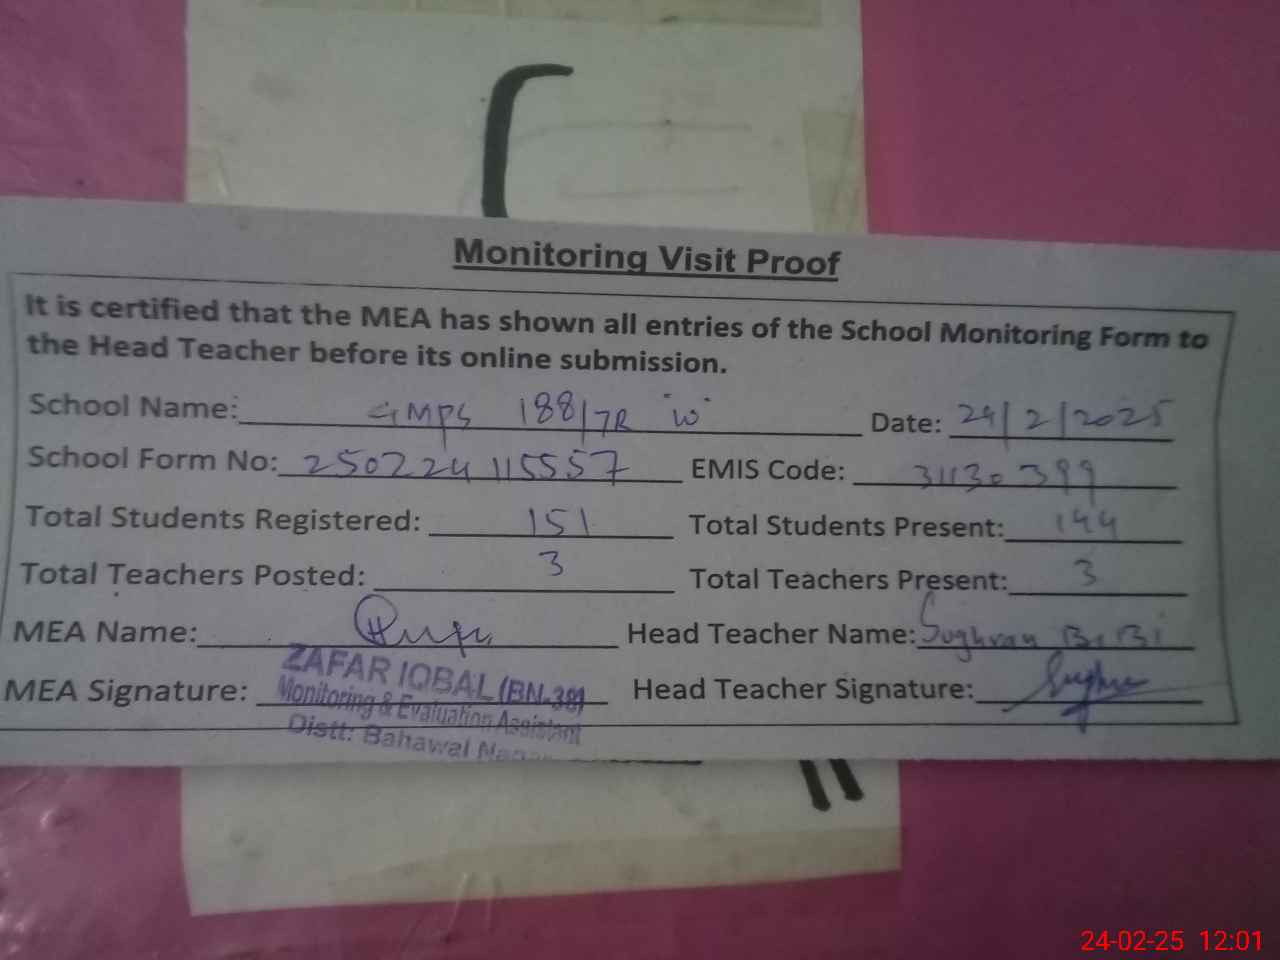 Monitoring Visit Proof
It is certified that the MEA has shown all entries of the School Monitoring Form to
the Head Teacher before its online submission.
School Name: GMPS 188/7R "W" Date: 24/2/2025
School Form No: 250224115557 EMIS Code: 31130399
Total Students Registered: 151 Total Students Present: 144
Total Teachers Posted: 3 Total Teachers Present: 3
MEA Name: Head Teacher Name: Sughran BiBi
MEA Signature: Head Teacher Signature:
ZAFAR IQBAL (BN-38)
Monitoring & Evaluation Assistant
Distt: Bahawal
24-02-25 12:01